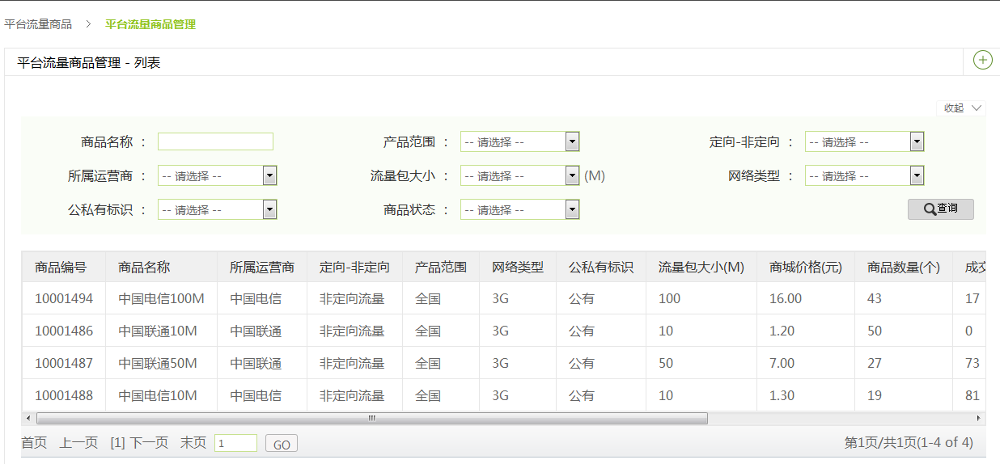 平台流量商品 > 平台流量商品管理
平台流量商品管理 - 列表
收起
商品名称 ： 产品范围 ： -- 请选择 -- 定向-非定向 ： -- 请选择 --
所属运营商 ： -- 请选择 -- 流量包大小 ： -- 请选择 -- (M) 网络类型 ： -- 请选择 --
公私有标识 ： -- 请选择 -- 商品状态 ： -- 请选择 -- 查询
商品编号 商品名称 所属运营商 定向-非定向 产品范围 网络类型 公私有标识 流量包大小(M) 商城价格(元) 商品数量(个) 成交
10001494 中国电信100M 中国电信 非定向流量 全国 3G 公有 100 16.00 43 17
10001486 中国联通10M 中国联通 非定向流量 全国 3G 公有 10 1.20 50 0
10001487 中国联通50M 中国联通 非定向流量 全国 3G 公有 50 7.00 27 73
10001488 中国电信10M 中国电信 非定向流量 全国 3G 公有 10 1.30 19 81
首页 上一页 [1] 下一页 末页 1 GO 第1页/共1页(1-4 of 4)